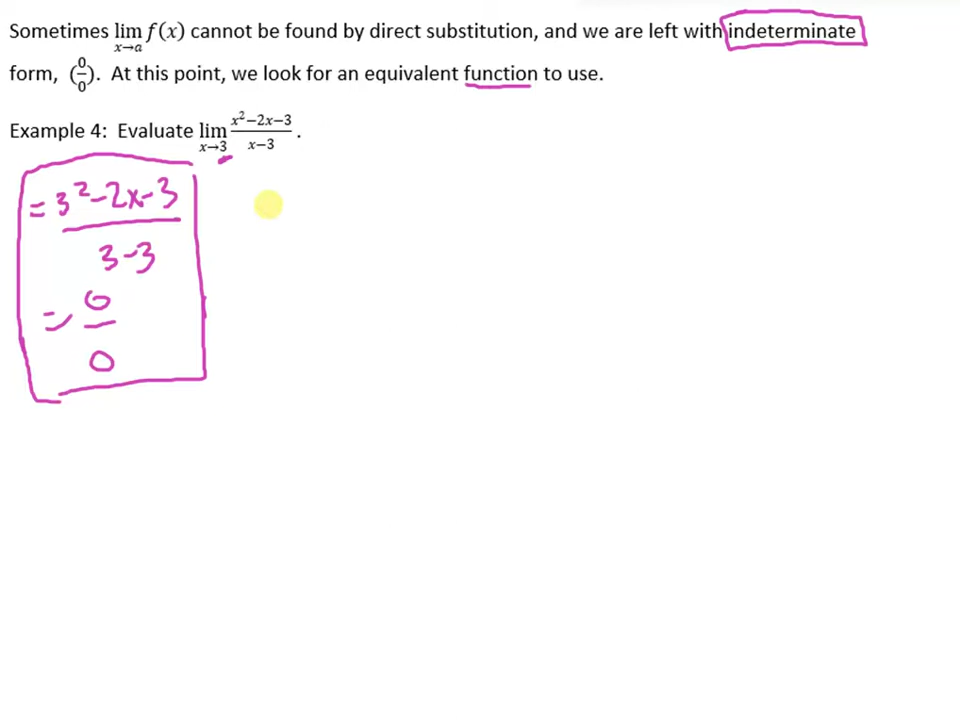 Sometimes lim x→a f(x) cannot be found by direct substitution, and we are left with indeterminate
form, (0/0). At this point, we look for an equivalent function to use.
Example 4: Evaluate lim x→3 (x²−2x−3)/(x−3).
= 3²-2x-3
3-3
= 0
0